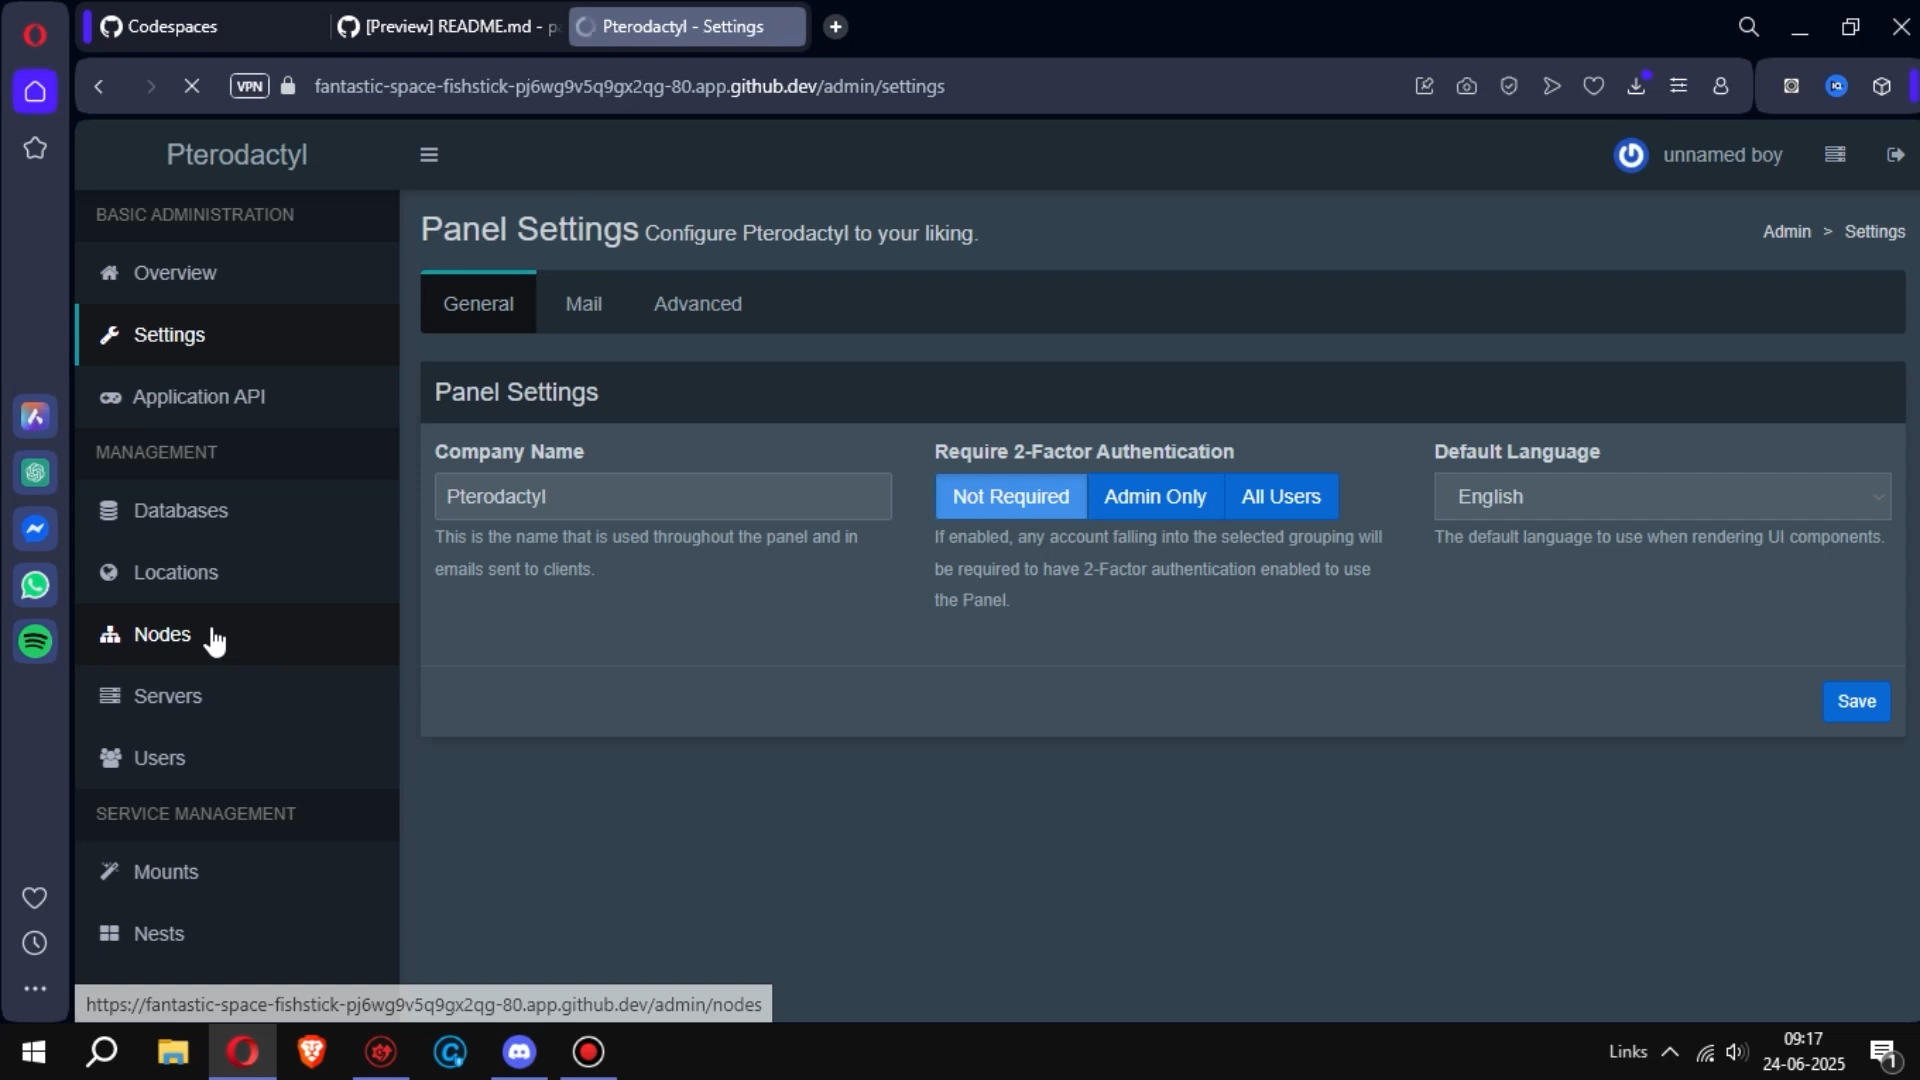 Codespaces
[Preview] README.md - p
Pterodactyl - Settings
VPN
fantastic-space-fishstick-pj6wg9v5q9gx2qg-80.app.github.dev/admin/settings
Pterodactyl
unnamed boy
BASIC ADMINISTRATION
Overview
Settings
Application API
MANAGEMENT
Databases
Locations
Nodes
Servers
Users
SERVICE MANAGEMENT
Mounts
Nests
Panel Settings Configure Pterodactyl to your liking.
Admin > Settings
General
Mail
Advanced
Panel Settings
Company Name
Pterodactyl
This is the name that is used throughout the panel and in
emails sent to clients.
Require 2-Factor Authentication
Not Required
Admin Only
All Users
If enabled, any account falling into the selected grouping will
be required to have 2-Factor authentication enabled to use
the Panel.
Default Language
English
The default language to use when rendering UI components.
Save
https://fantastic-space-fishstick-pj6wg9v5q9gx2qg-80.app.github.dev/admin/nodes
Links
09:17
24-06-2025
1